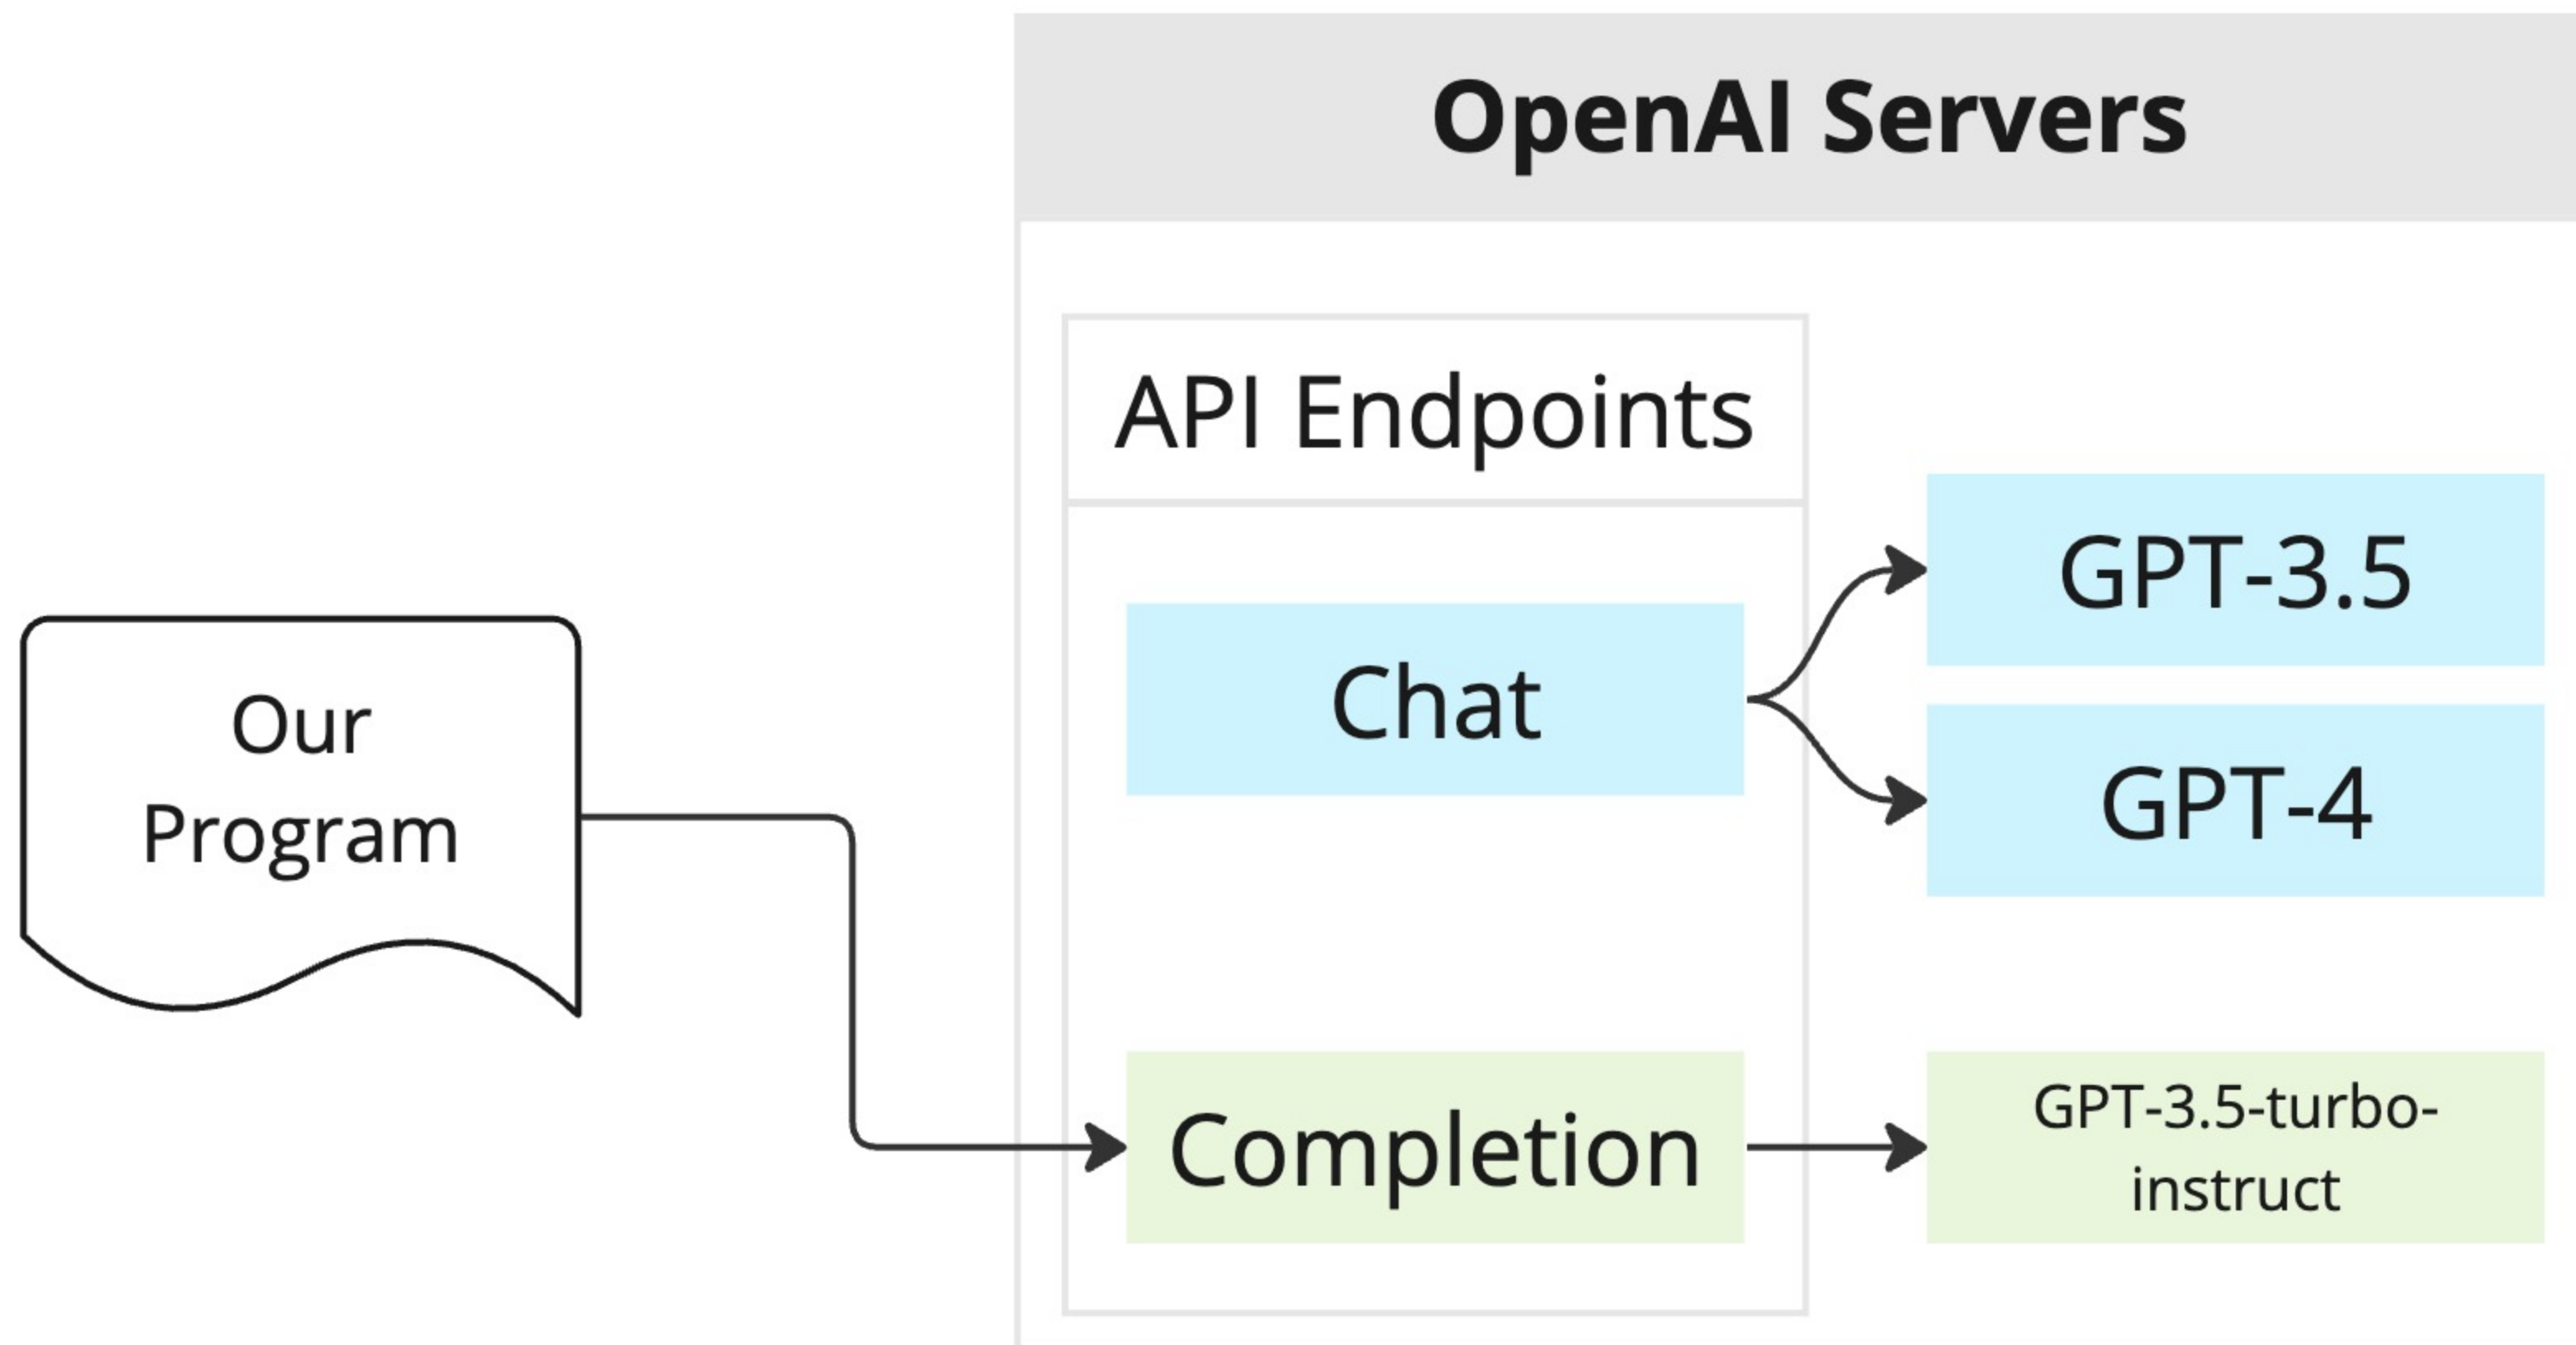 OpenAI Servers
API Endpoints
Our
Program
Chat
GPT-3.5
GPT-4
Completion
GPT-3.5-turbo-
instruct